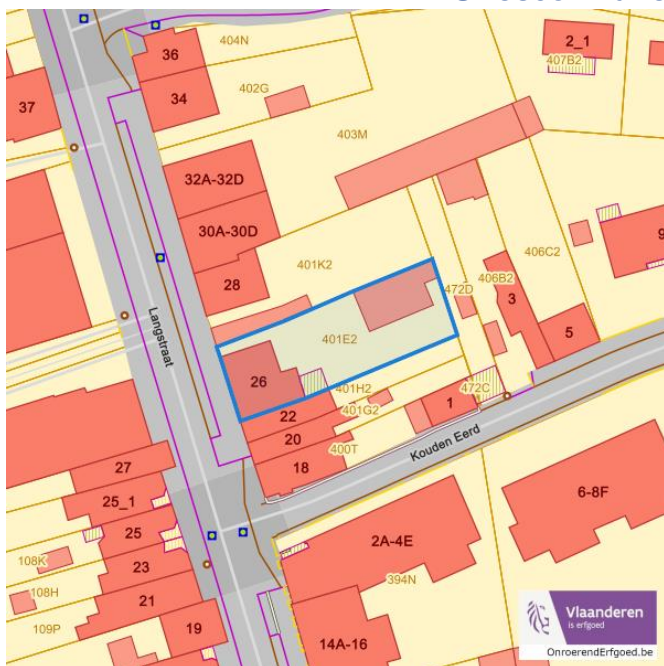 36
404N
2_1
407B2
34
402G
37
403M
32A-32D
30A-30D
406C2
9
401K2
28
472D
406B2
3
Langstraat
401E2
5
26
401H2
472C
22
401G2
1
20
400T
Kouden Eerd
18
27
25_1
6-8F
25
2A-4E
108K
23
394N
108H
21
109P
19
14A-16
Vlaanderen
is erfgoed
OnroerendErfgoed.be